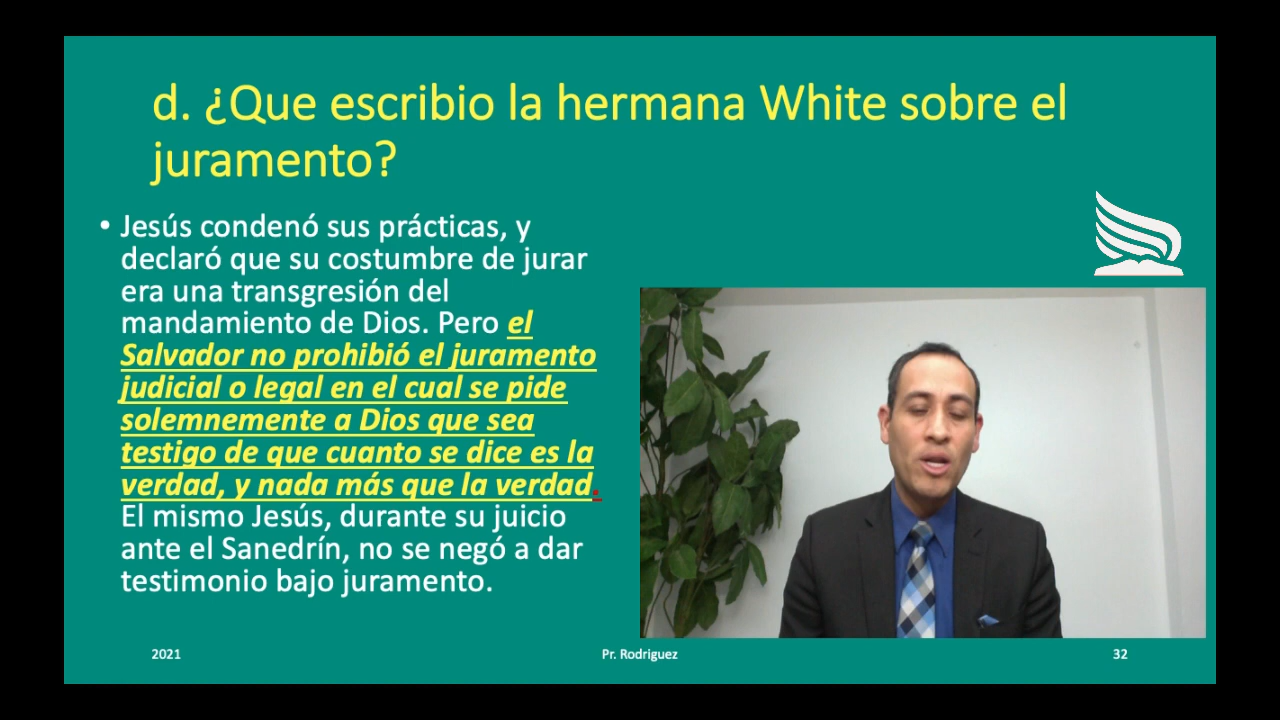 d. ¿Que escribio la hermana White sobre el
juramento?
• Jesús condenó sus prácticas, y
declaró que su costumbre de jurar
era una transgresión del
mandamiento de Dios. Pero el
Salvador no prohibió el juramento
judicial o legal en el cual se pide
solemnemente a Dios que sea
testigo de que cuanto se dice es la
verdad, y nada más que la verdad.
El mismo Jesús, durante su juicio
ante el Sanedrín, no se negó a dar
testimonio bajo juramento.
2021
Pr. Rodriguez
32